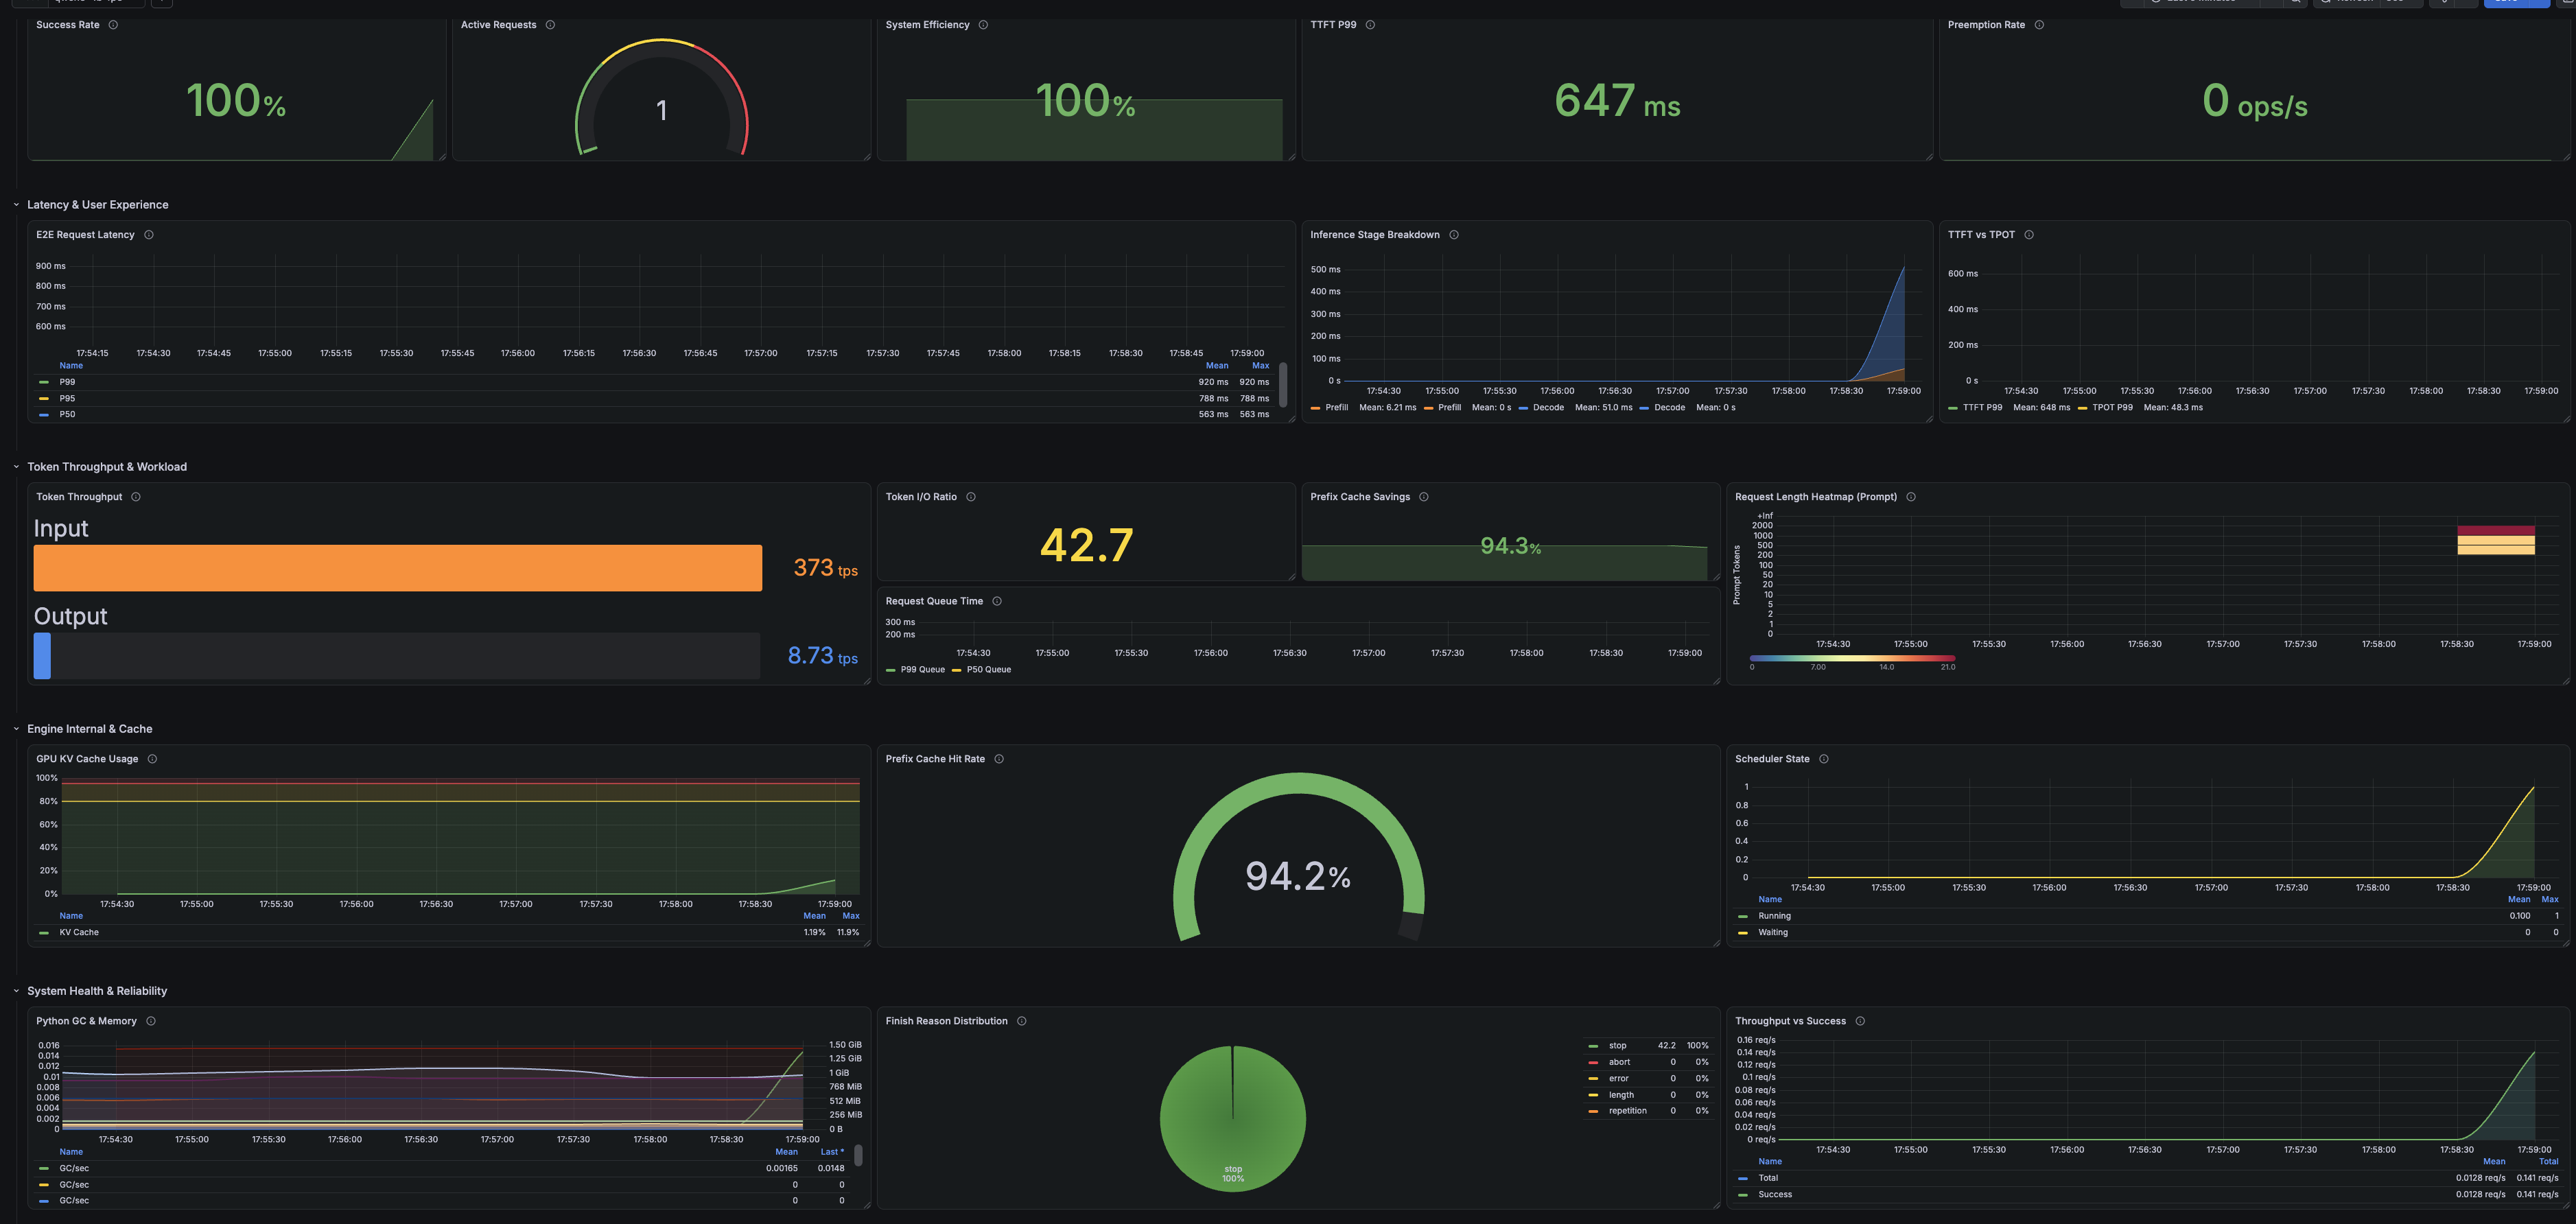 Success Rate
Active Requests
System Efficiency
TTFT P99
Preemption Rate
100%
1
100%
647 ms
0 ops/s
Latency & User Experience
E2E Request Latency
900 ms
800 ms
700 ms
600 ms
17:54:15 17:54:30 17:54:45 17:55:00 17:55:15 17:55:30 17:55:45 17:56:00 17:56:15 17:56:30 17:56:45 17:57:00 17:57:15 17:57:30 17:57:45 17:58:00 17:58:15 17:58:30 17:58:45 17:59:00
Name Mean Max
P99 920 ms 920 ms
P95 788 ms 788 ms
P50 563 ms 563 ms
Inference Stage Breakdown
500 ms
400 ms
300 ms
200 ms
100 ms
0 s
17:54:30 17:55:00 17:55:30 17:56:00 17:56:30 17:57:00 17:57:30 17:58:00 17:58:30 17:59:00
Prefill Mean: 6.21 ms Prefill Mean: 0 s Decode Mean: 51.0 ms Decode Mean: 0 s
TTFT vs TPOT
600 ms
400 ms
200 ms
0 s
17:54:30 17:55:00 17:55:30 17:56:00 17:56:30 17:57:00 17:57:30 17:58:00 17:58:30 17:59:00
TTFT P99 Mean: 648 ms TPOT P99 Mean: 48.3 ms
Token Throughput & Workload
Token Throughput
Input
373 tps
Output
8.73 tps
Token I/O Ratio
42.7
Prefix Cache Savings
94.3%
Request Queue Time
300 ms
200 ms
17:54:30 17:55:00 17:55:30 17:56:00 17:56:30 17:57:00 17:57:30 17:58:00 17:58:30 17:59:00
P99 Queue P50 Queue
Request Length Heatmap (Prompt)
Prompt Tokens
+Inf
2000
1000
500
200
100
50
20
10
5
2
1
0
17:54:30 17:55:00 17:55:30 17:56:00 17:56:30 17:57:00 17:57:30 17:58:00 17:58:30 17:59:00
0 7.00 14.0 21.0
Engine Internal & Cache
GPU KV Cache Usage
100%
80%
60%
40%
20%
0%
17:54:30 17:55:00 17:55:30 17:56:00 17:56:30 17:57:00 17:57:30 17:58:00 17:58:30 17:59:00
Name Mean Max
KV Cache 1.19% 11.9%
Prefix Cache Hit Rate
94.2%
Scheduler State
1
0.8
0.6
0.4
0.2
0
17:54:30 17:55:00 17:55:30 17:56:00 17:56:30 17:57:00 17:57:30 17:58:00 17:58:30 17:59:00
Name Mean Max
Running 0.100 1
Waiting 0 0
System Health & Reliability
Python GC & Memory
0.016
0.014
0.012
0.01
0.008
0.006
0.004
0.002
0
1.50 GiB
1.25 GiB
1 GiB
768 MiB
512 MiB
256 MiB
0 B
17:54:30 17:55:00 17:55:30 17:56:00 17:56:30 17:57:00 17:57:30 17:58:00 17:58:30 17:59:00
Name Mean Last *
GC/sec 0.00165 0.0148
GC/sec 0 0
GC/sec 0 0
Finish Reason Distribution
stop
100%
stop 42.2 100%
abort 0 0%
error 0 0%
length 0 0%
repetition 0 0%
Throughput vs Success
0.16 req/s
0.14 req/s
0.12 req/s
0.1 req/s
0.08 req/s
0.06 req/s
0.04 req/s
0.02 req/s
0 req/s
17:54:30 17:55:00 17:55:30 17:56:00 17:56:30 17:57:00 17:57:30 17:58:00 17:58:30 17:59:00
Name Mean Total
Total 0.0128 req/s 0.141 req/s
Success 0.0128 req/s 0.141 req/s